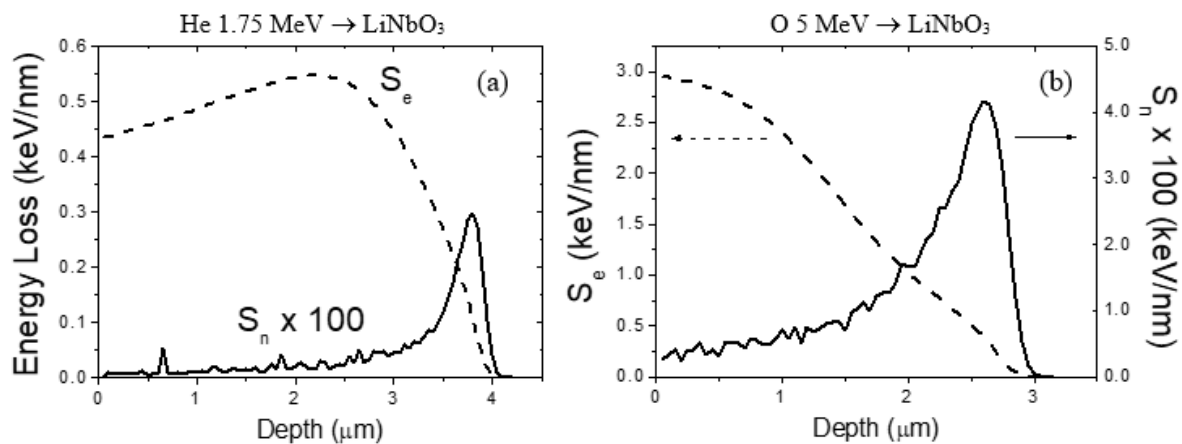 He 1.75 MeV → LiNbO₃
O 5 MeV → LiNbO₃
Energy Loss (keV/nm)
0.6
0.5
0.4
0.3
0.2
0.1
0.0
Sₑ
(a)
Sₙ x 100
0 1 2 3 4
Depth (μm)
Sₑ (keV/nm)
3.0
2.5
2.0
1.5
1.0
0.5
0.0
(b)
0 1 2 3
Depth (μm)
5.0
4.0
3.0
2.0
1.0
0.0
Sₙ x 100 (keV/nm)